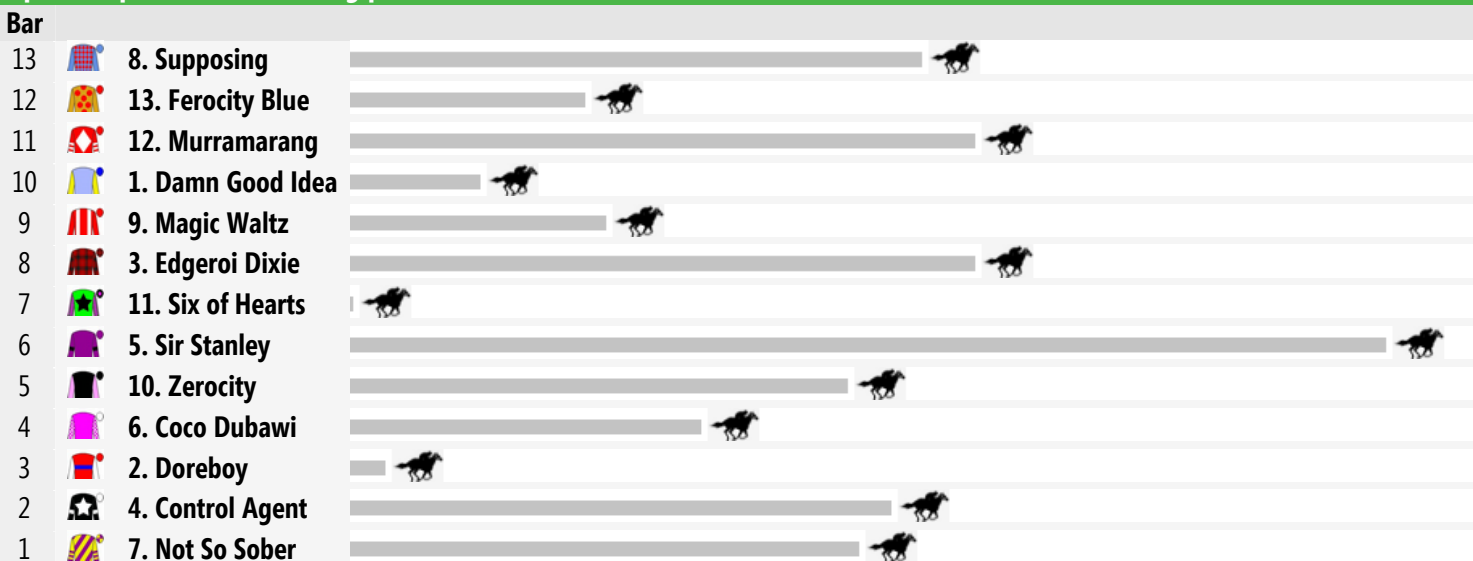 Bar
13 8. Supposing
12 13. Ferocity Blue
11 12. Murramarang
10 1. Damn Good Idea
9 9. Magic Waltz
8 3. Edgeroi Dixie
7 11. Six of Hearts
6 5. Sir Stanley
5 10. Zerocity
4 6. Coco Dubawi
3 2. Doreboy
2 4. Control Agent
1 7. Not So Sober